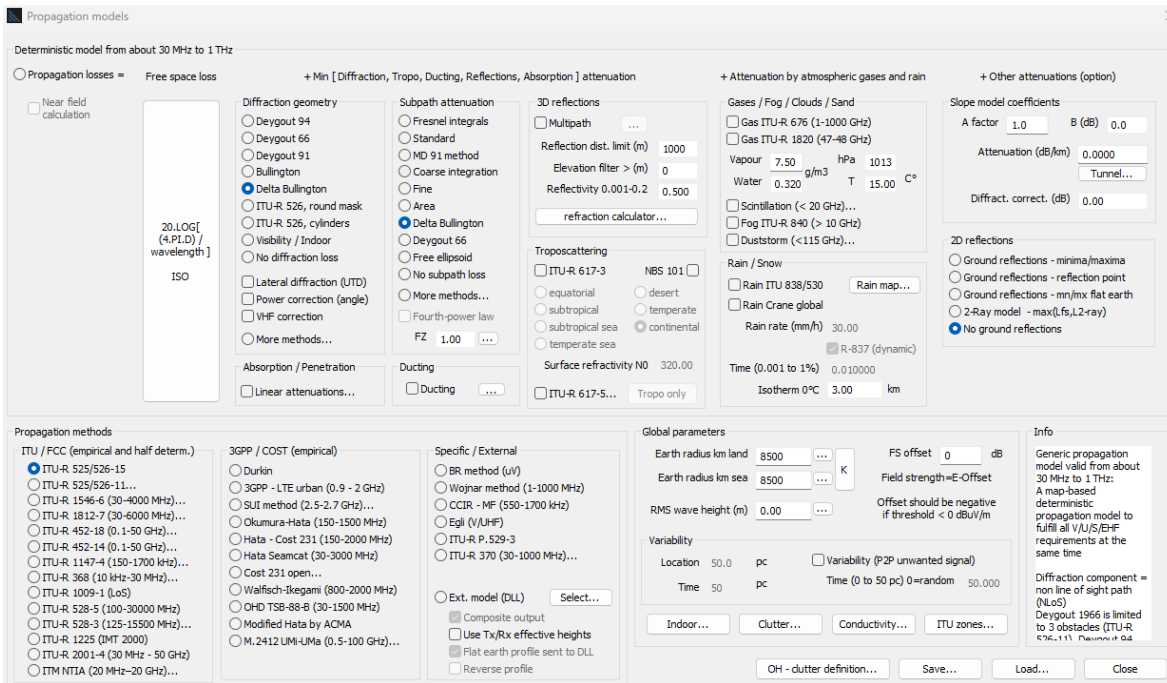 Propagation models
Deterministic model from about 30 MHz to 1 THz
Propagation losses =
Free space loss
+ Min [ Diffraction, Tropo, Ducting, Reflections, Absorption ] attenuation
+ Attenuation by atmospheric gases and rain
+ Other attenuations (option)
Near field
calculation
20.LOG[
(4.PI.D) /
wavelength ]
ISO
Diffraction geometry
Deygout 94
Deygout 66
Deygout 91
Bullington
Delta Bullington
ITU-R 526, round mask
ITU-R 526, cylinders
Visibility / Indoor
No diffraction loss
Lateral diffraction (UTD)
Power correction (angle)
VHF correction
More methods...
Absorption / Penetration
Linear attenuations...
Subpath attenuation
Fresnel integrals
Standard
MD 91 method
Coarse integration
Fine
Area
Delta Bullington
Deygout 66
Free ellipsoid
No subpath loss
More methods...
Fourth-power law
FZ 1.00 ...
Ducting
Ducting ...
3D reflections
Multipath ...
Reflection dist. limit (m) 1000
Elevation filter > (m) 0
Reflectivity 0.001-0.2 0.500
refraction calculator...
Troposcattering
ITU-R 617-3 NBS 101
equatorial desert
subtropical temperate
subtropical sea continental
temperate sea
Surface refractivity N0 320.00
ITU-R 617-5... Tropo only
Gases / Fog / Clouds / Sand
Gas ITU-R 676 (1-1000 GHz)
Gas ITU-R 1820 (47-48 GHz)
Vapour 7.50 hPa 1013
g/m3
Water 0.320 T 15.00 C°
Scintillation (< 20 GHz)...
Fog ITU-R 840 (> 10 GHz)
Duststorm (<115 GHz)...
Rain / Snow
Rain ITU 838/530 Rain map...
Rain Crane global
Rain rate (mm/h) 30.00
R-837 (dynamic)
Time (0.001 to 1%) 0.010000
Isotherm 0°C 3.00 km
Slope model coefficients
A factor 1.0 B (dB) 0.0
Attenuation (dB/km) 0.0000
Tunnel...
Diffract. correct. (dB) 0.00
2D reflections
Ground reflections - minima/maxima
Ground reflections - reflection point
Ground reflections - mn/mx flat earth
2-Ray model - max(Lfs,L2-ray)
No ground reflections
Propagation methods
ITU / FCC (empirical and half determ.)
ITU-R 525/526-15
ITU-R 525/526-11...
ITU-R 1546-6 (30-4000 MHz)...
ITU-R 1812-7 (30-6000 MHz)...
ITU-R 452-18 (0.1-50 GHz)...
ITU-R 452-14 (0.1-50 GHz)...
ITU-R 1147-4 (150-1700 kHz)...
ITU-R 368 (10 kHz-30 MHz)...
ITU-R 1009-1 (LoS)
ITU-R 528-5 (100-30000 MHz)
ITU-R 528-3 (125-15500 MHz)...
ITU-R 1225 (IMT 2000)
ITU-R 2001-4 (30 MHz - 50 GHz)
ITM NTIA (20 MHz–20 GHz)...
3GPP / COST (empirical)
Durkin
3GPP - LTE urban (0.9 - 2 GHz)
SUI method (2.5-2.7 GHz)...
Okumura-Hata (150-1500 MHz)
Hata - Cost 231 (150-2000 MHz)
Hata Seamcat (30-3000 MHz)
Cost 231 open...
Walfisch-Ikegami (800-2000 MHz)
OHD TSB-88-B (30-1500 MHz)
Modified Hata by ACMA
M.2412 UMi-UMa (0.5-100 GHz)...
Specific / External
BR method (uV)
Wojnar method (1-1000 MHz)
CCIR - MF (550-1700 kHz)
Egli (V/UHF)
ITU-R P.529-3
ITU-R 370 (30-1000 MHz)...
Ext. model (DLL) Select...
Composite output
Use Tx/Rx effective heights
Flat earth profile sent to DLL
Reverse profile
Global parameters
Earth radius km land 8500 ...
Earth radius km sea 8500 ...
K
RMS wave height (m) 0.00 ...
FS offset 0 dB
Field strength=E-Offset
Offset should be negative
if threshold < 0 dBuV/m
Variability
Location 50.0 pc
Time 50 pc
Variability (P2P unwanted signal)
Time (0 to 50 pc) 0=random 50.000
Indoor... Clutter... Conductivity... ITU zones...
Info
Generic propagation
model valid from about
30 MHz to 1 THz:
A map-based
deterministic
propagation model to
fulfill all V/U/S/EHF
requirements at the
same time
Diffraction component =
non line of sight path
(NLoS)
Deygout 1966 is limited
to 3 obstacles (ITU-R
526-11). Deygout 94
OH - clutter definition... Save... Load... Close